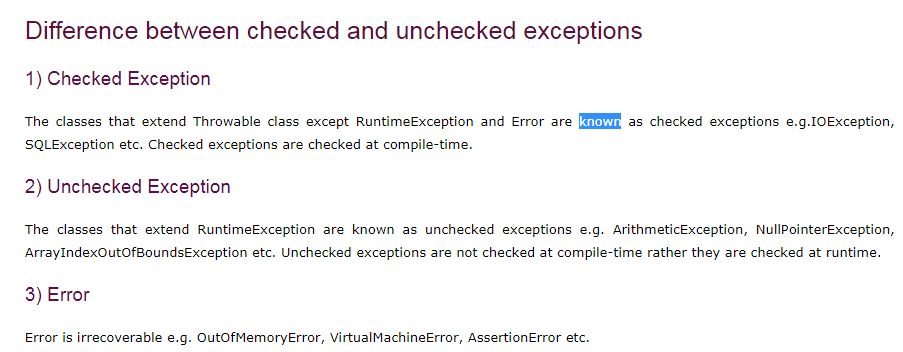 Difference between checked and unchecked exceptions
1) Checked Exception
The classes that extend Throwable class except RuntimeException and Error are known as checked exceptions e.g.IOException,
SQLException etc. Checked exceptions are checked at compile-time.
2) Unchecked Exception
The classes that extend RuntimeException are known as unchecked exceptions e.g. ArithmeticException, NullPointerException,
ArrayIndexOutOfBoundsException etc. Unchecked exceptions are not checked at compile-time rather they are checked at runtime.
3) Error
Error is irrecoverable e.g. OutOfMemoryError, VirtualMachineError, AssertionError etc.